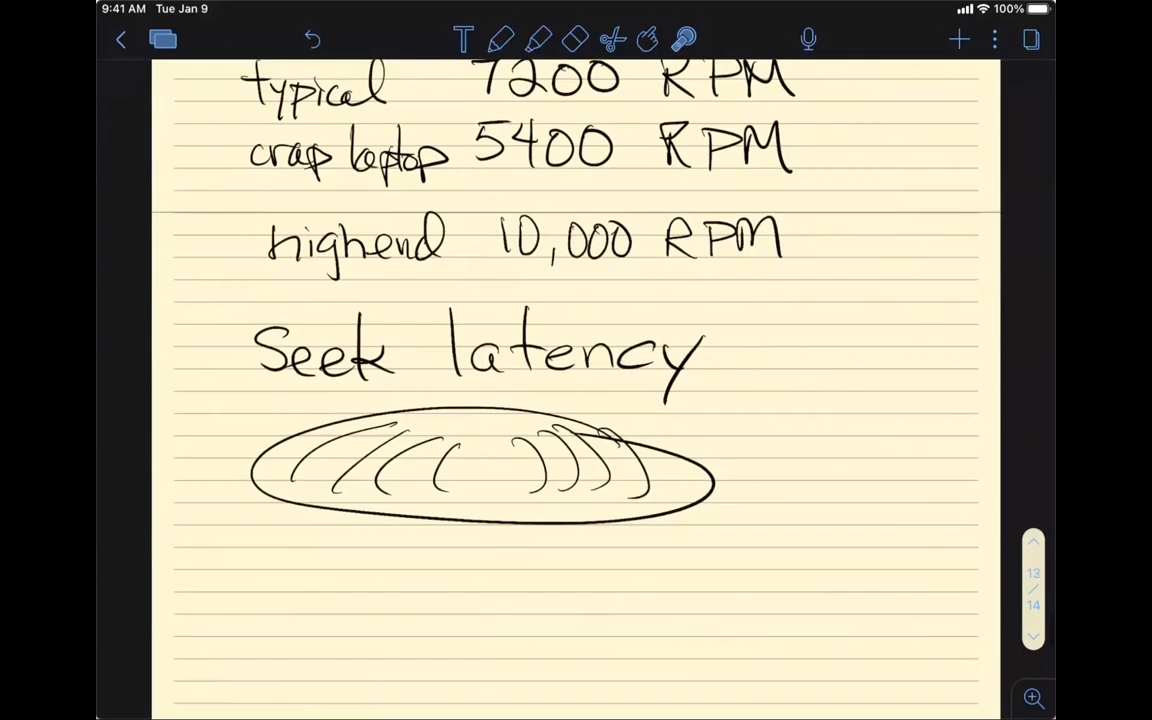 9:41 AM Tue Jan 9
100%
T
typical 7200 RPM
crap laptop 5400 RPM
highend 10,000 RPM
Seek latency
13
/
14